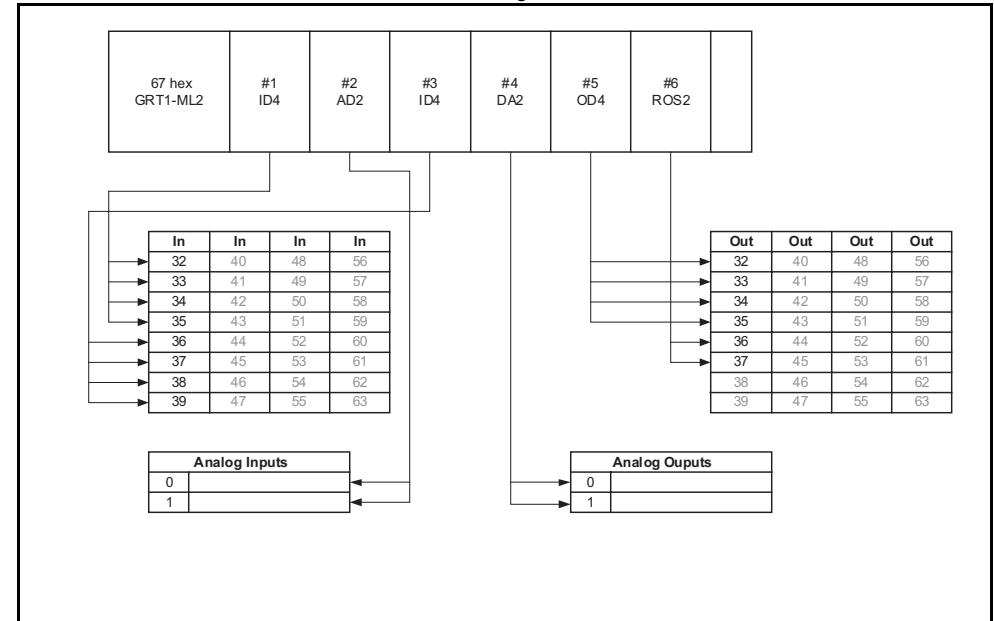 67 hex
GRT1-ML2
#1
ID4
#2
AD2
#3
ID4
#4
DA2
#5
OD4
#6
ROS2
In In In In
32 40 48 56
33 41 49 57
34 42 50 58
35 43 51 59
36 44 52 60
37 45 53 61
38 46 54 62
39 47 55 63
Out Out Out Out
32 40 48 56
33 41 49 57
34 42 50 58
35 43 51 59
36 44 52 60
37 45 53 61
38 46 54 62
39 47 55 63
Analog Inputs
0
1
Analog Ouputs
0
1